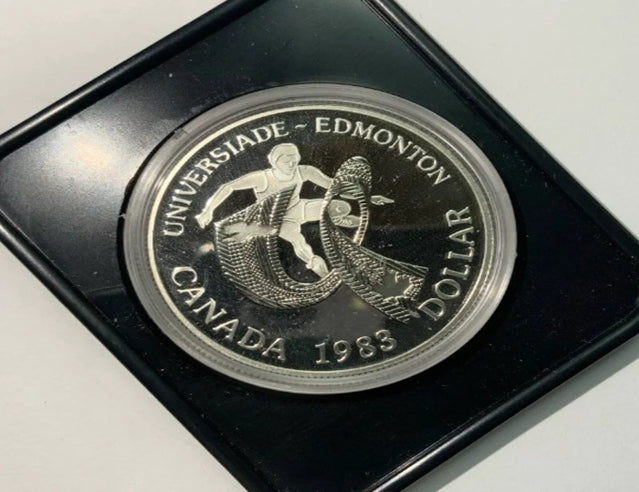 UNIVERSIADE ~ EDMONTON
CANADA 1983 DOLLAR